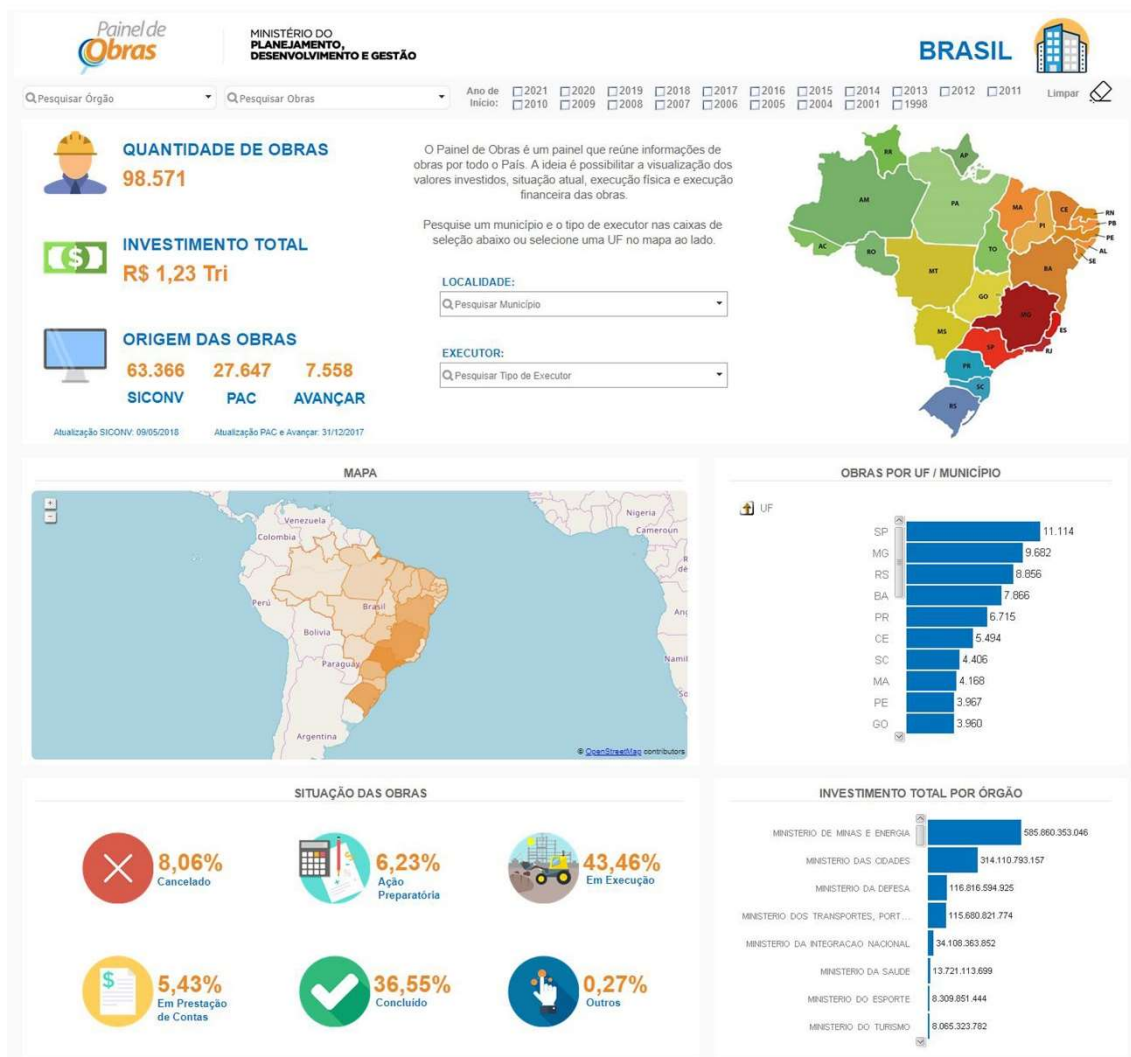 Painel de
Obras
MINISTÉRIO DO
PLANEJAMENTO,
DESENVOLVIMENTO E GESTÃO
BRASIL
Pesquisar Órgão
Pesquisar Obras
Ano de Início:
2021 2020 2019 2018 2017 2016 2015 2014 2013 2012 2011
2010 2009 2008 2007 2006 2005 2004 2001 1998
Limpar
QUANTIDADE DE OBRAS
98.571
INVESTIMENTO TOTAL
R$ 1,23 Tri
ORIGEM DAS OBRAS
63.366 27.647 7.558
SICONV PAC AVANÇAR
Atualização SICONV: 09/05/2018 Atualização PAC e Avançar: 31/12/2017
O Painel de Obras é um painel que reúne informações de
obras por todo o País. A ideia é possibilitar a visualização dos
valores investidos, situação atual, execução física e execução
financeira das obras.
Pesquise um município e o tipo de executor nas caixas de
seleção abaixo ou selecione uma UF no mapa ao lado.
LOCALIDADE:
Pesquisar Município
EXECUTOR:
Pesquisar Tipo de Executor
RR
AP
AM
PA
MA
CE
RN
PB
PI
PE
AL
SE
AC
RO
TO
MT
BA
GO
MG
MS
ES
SP
RJ
PR
SC
RS
MAPA
+
-
Venezuela
Colombia
Nigeria
Cameroun
Perú
Brasil
Bolivia
Paraguay
Argentina
© OpenStreetMap contributors
OBRAS POR UF / MUNICÍPIO
UF
SP 11.114
MG 9.682
RS 8.856
BA 7.866
PR 6.715
CE 5.494
SC 4.406
MA 4.168
PE 3.967
GO 3.960
SITUAÇÃO DAS OBRAS
8,06%
Cancelado
6,23%
Ação
Preparatória
43,46%
Em Execução
5,43%
Em Prestação
de Contas
36,55%
Concluído
0,27%
Outros
INVESTIMENTO TOTAL POR ÓRGÃO
MINISTERIO DE MINAS E ENERGIA 585.860.353.046
MINISTERIO DAS CIDADES 314.110.793.157
MINISTERIO DA DEFESA 116.816.594.925
MINISTERIO DOS TRANSPORTES, PORT... 115.680.821.774
MINISTERIO DA INTEGRACAO NACIONAL 34.108.363.852
MINISTERIO DA SAUDE 13.721.113.699
MINISTERIO DO ESPORTE 8.309.851.444
MINISTERIO DO TURISMO 8.065.323.782